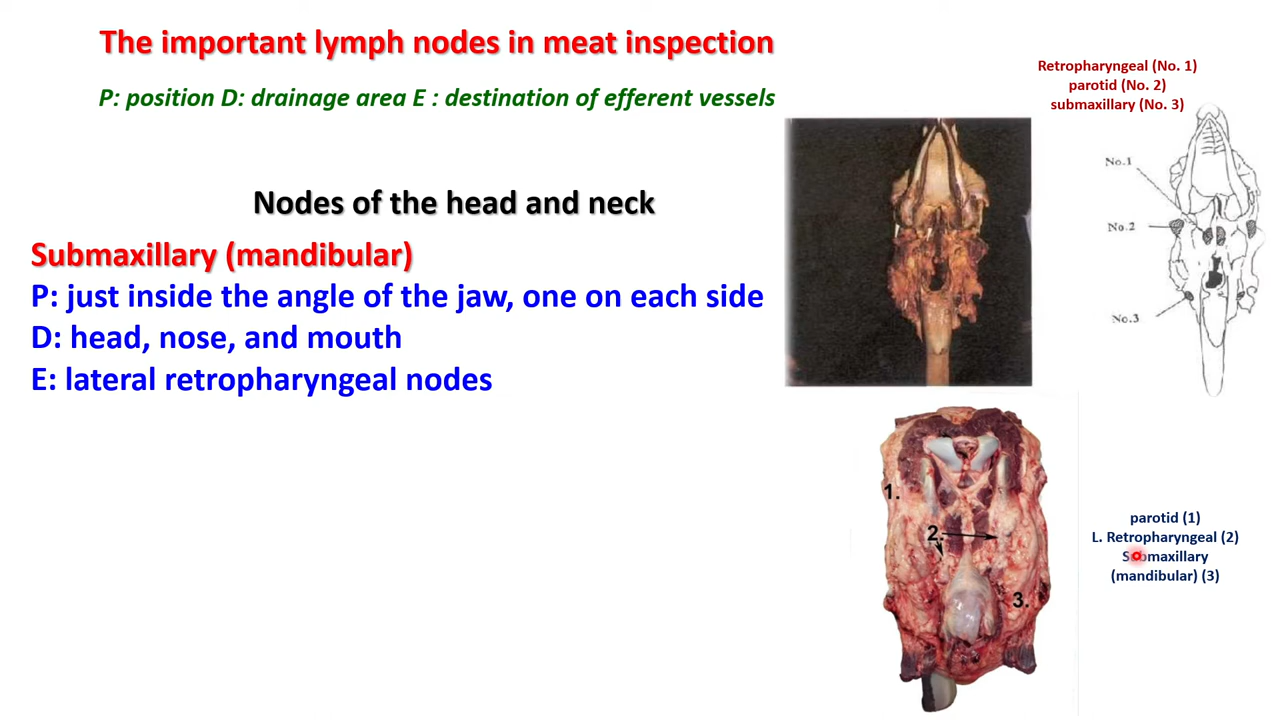 The important lymph nodes in meat inspection
P: position D: drainage area E : destination of efferent vessels
Nodes of the head and neck
Submaxillary (mandibular)
P: just inside the angle of the jaw, one on each side
D: head, nose, and mouth
E: lateral retropharyngeal nodes
Retropharyngeal (No. 1)
parotid (No. 2)
submaxillary (No. 3)
No.1
No.2
No.3
1.
2.
3.
parotid (1)
L. Retropharyngeal (2)
Submaxillary
(mandibular) (3)